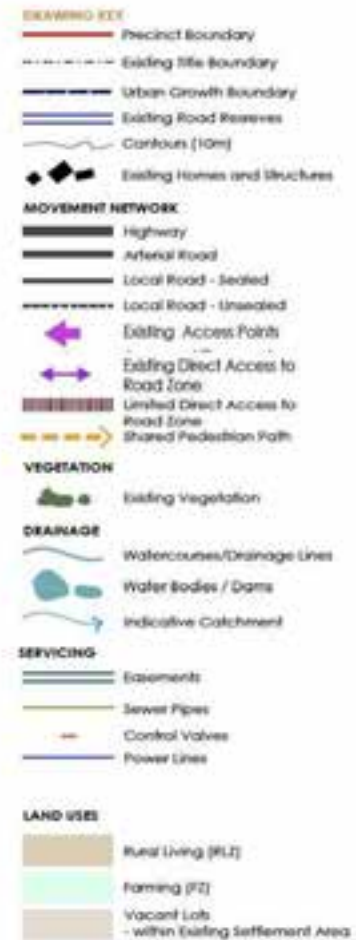 DRAWING KEY
Precinct Boundary
Existing Title Boundary
Urban Growth Boundary
Existing Road Reserves
Contours (10m)
Existing Homes and Structures
MOVEMENT NETWORK
Highway
Arterial Road
Local Road - Sealed
Local Road - Unsealed
Existing Access Points
Existing Direct Access to
Road Zone
Limited Direct Access to
Road Zone
Shared Pedestrian Path
VEGETATION
Existing Vegetation
DRAINAGE
Watercourses/Drainage Lines
Water Bodies / Dams
Indicative Catchment
SERVICING
Easements
Sewer Pipes
Control Valves
Power Lines
LAND USES
Rural Living (RLZ)
Farming (FZ)
Vacant Lots
- within Existing Settlement Area